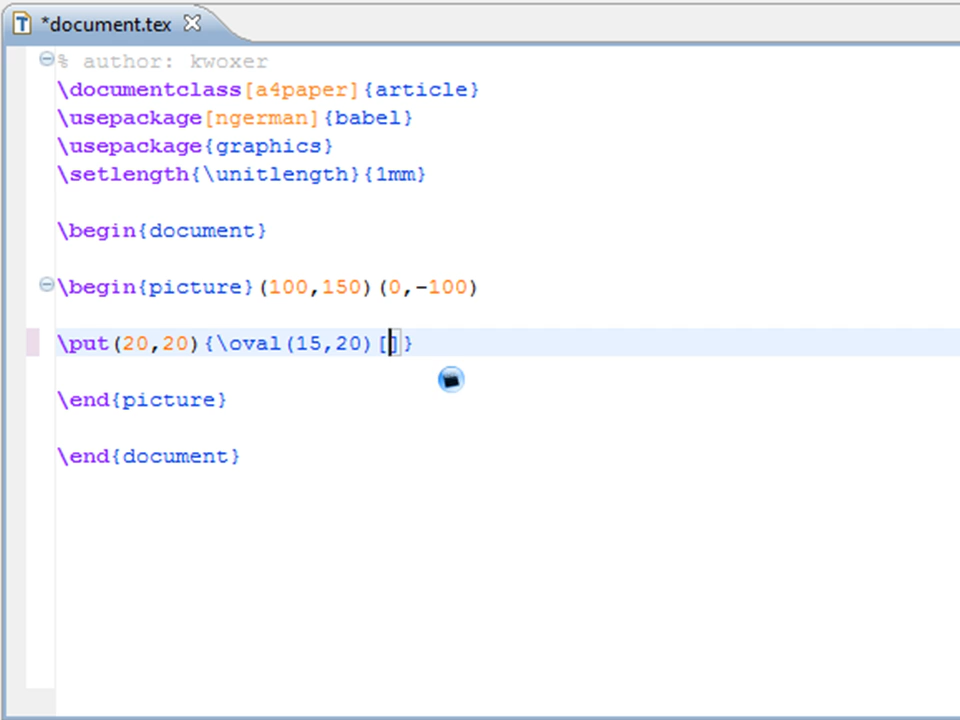 *document.tex
% author: kwoxer
\documentclass[a4paper]{article}
\usepackage[ngerman]{babel}
\usepackage{graphics}
\setlength{\unitlength}{1mm}
\begin{document}
\begin{picture}(100,150)(0,-100)
\put(20,20){\oval(15,20)[]}
\end{picture}
\end{document}